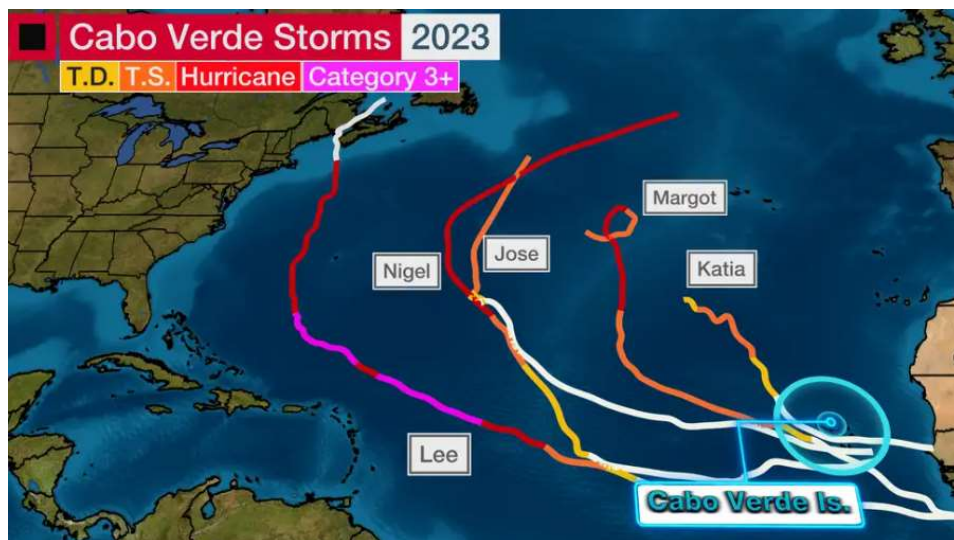 Cabo Verde Storms 2023
T.D. T.S. Hurricane Category 3+
Margot
Jose
Nigel
Katia
Lee
Cabo Verde Is.